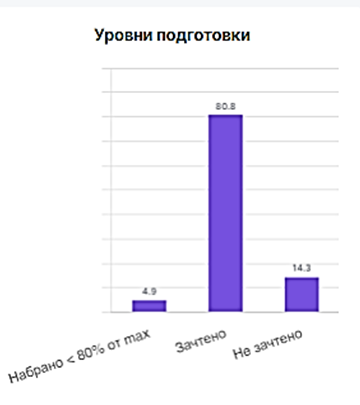 Уровни подготовки
80.8
14.3
4.9
Набрано < 80% от max
Зачтено
Не зачтено